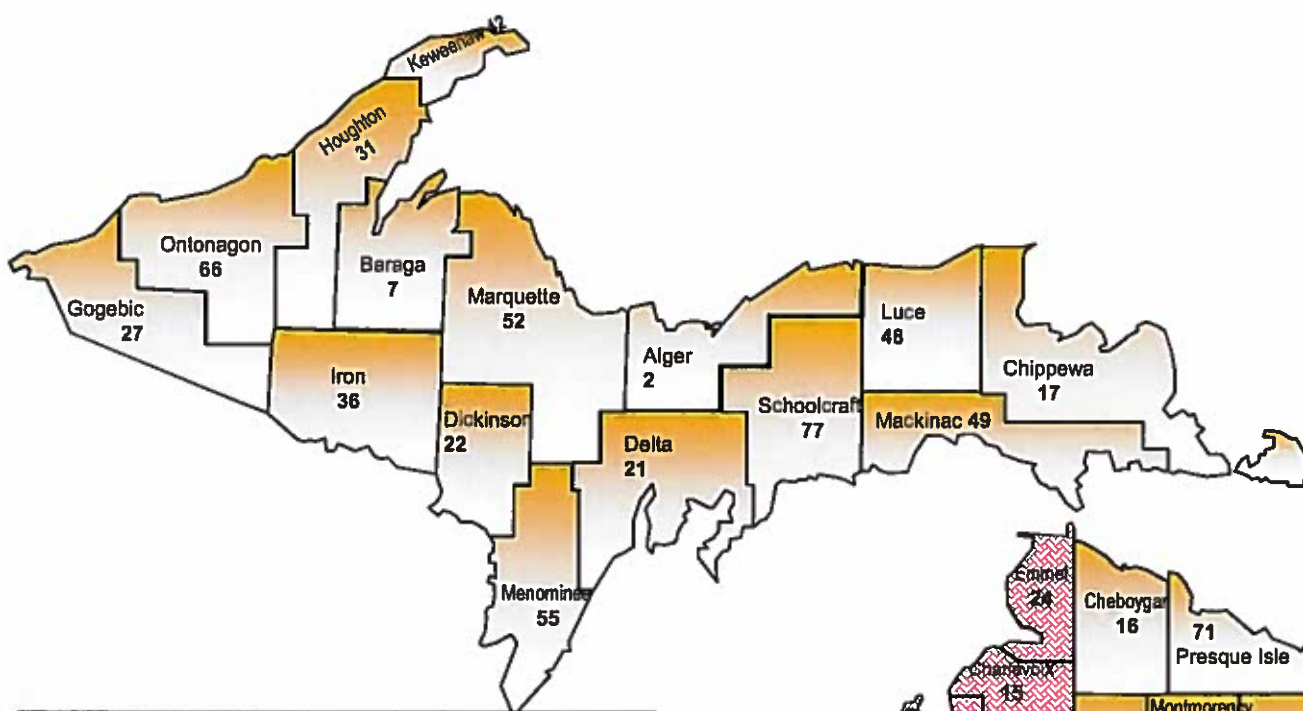 Keweenaw 42
Houghton
31
Ontonagon
66
Baraga
7
Gogebic
27
Marquette
52
Iron
36
Dickinson
22
Alger
2
Luce
48
Chippewa
17
Schoolcraft
77
Mackinac 49
Delta
21
Menominee
55
Emmet
24
Cheboygan
16
71
Presque Isle
Charlevoix
15
Montmorency